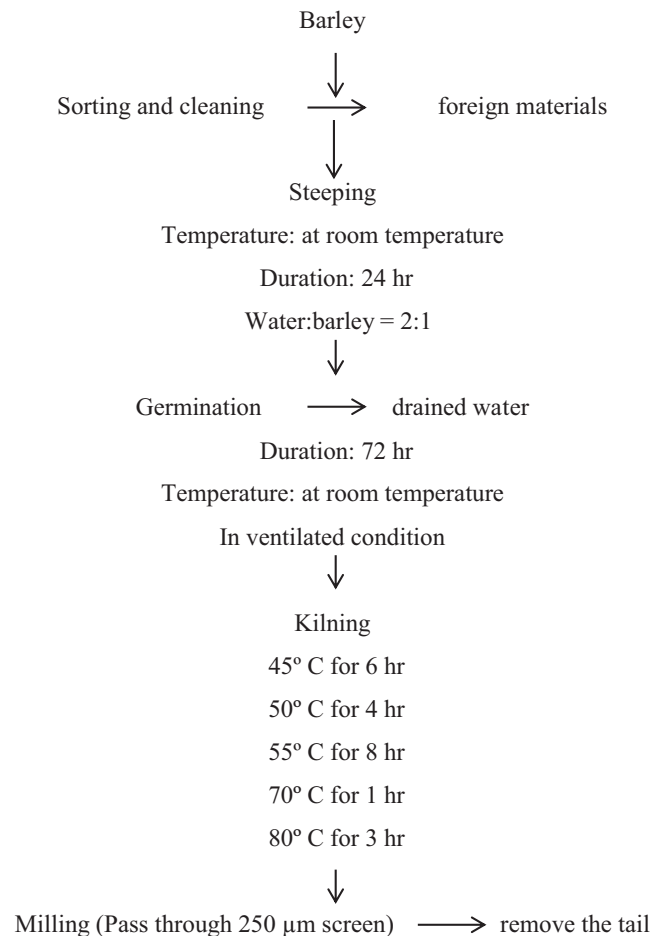 Barley
Sorting and cleaning foreign materials
Steeping
Temperature: at room temperature
Duration: 24 hr
Water:barley = 2:1
Germination drained water
Duration: 72 hr
Temperature: at room temperature
In ventilated condition
Kilning
45º C for 6 hr
50º C for 4 hr
55º C for 8 hr
70º C for 1 hr
80º C for 3 hr
Milling (Pass through 250 µm screen) remove the tail